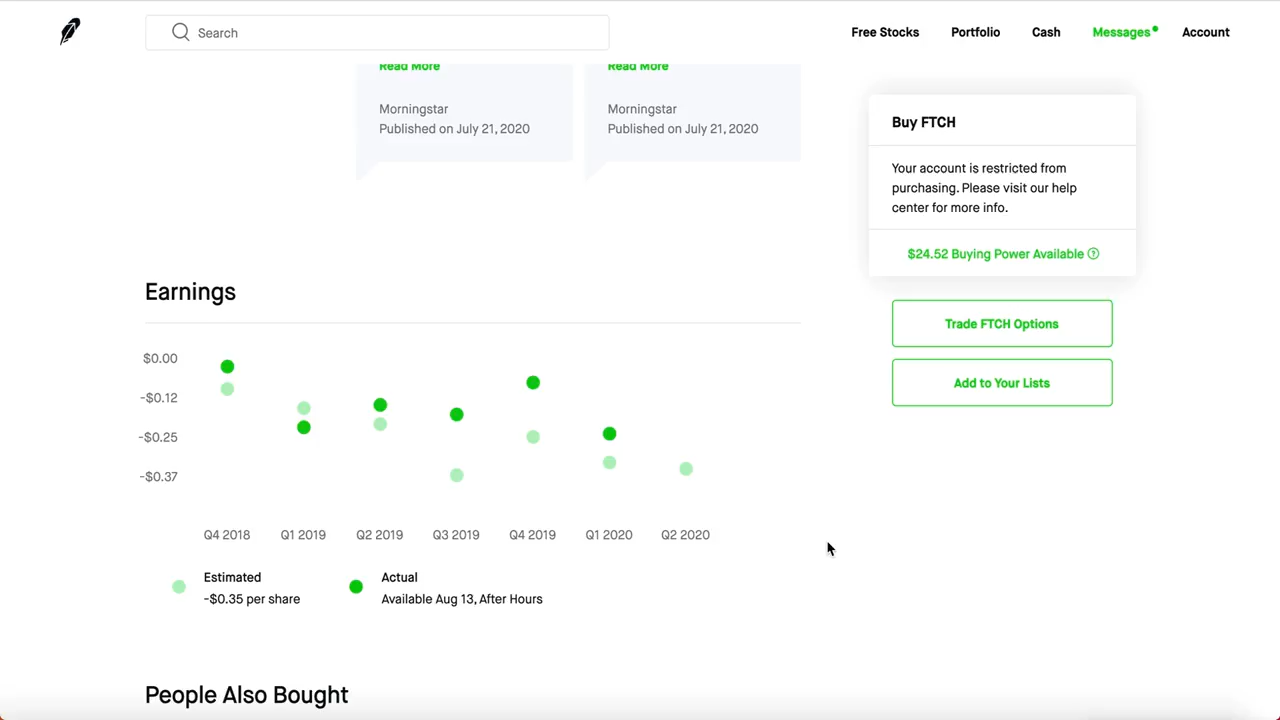 Search
Free Stocks
Portfolio
Cash
Messages
Account
Read More
Read More
Morningstar
Published on July 21, 2020
Morningstar
Published on July 21, 2020
Buy FTCH
Your account is restricted from
purchasing. Please visit our help
center for more info.
$24.52 Buying Power Available ?
Trade FTCH Options
Add to Your Lists
Earnings
$0.00
-$0.12
-$0.25
-$0.37
Q4 2018
Q1 2019
Q2 2019
Q3 2019
Q4 2019
Q1 2020
Q2 2020
Estimated
-$0.35 per share
Actual
Available Aug 13, After Hours
People Also Bought